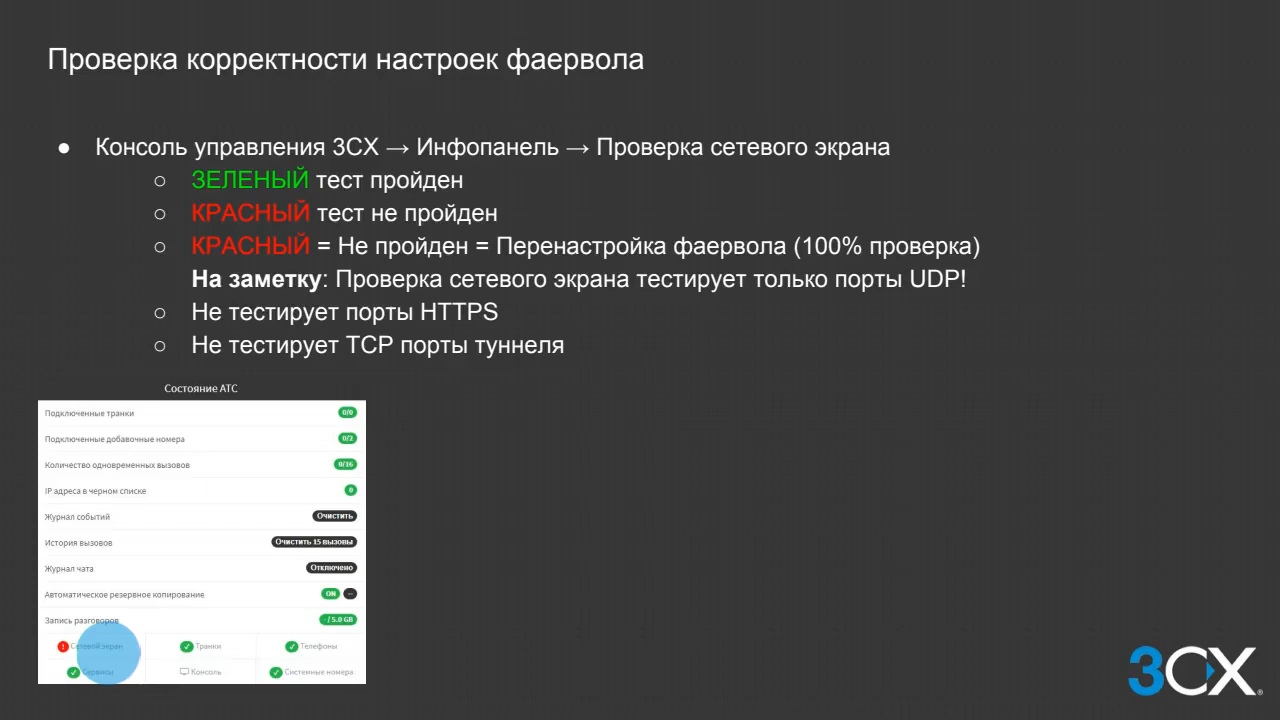 Проверка корректности настроек фаервола
● Консоль управления 3CX → Инфопанель → Проверка сетевого экрана
○ ЗЕЛЕНЫЙ тест пройден
○ КРАСНЫЙ тест не пройден
○ КРАСНЫЙ = Не пройден = Перенастройка фаервола (100% проверка)
На заметку: Проверка сетевого экрана тестирует только порты UDP!
○ Не тестирует порты HTTPS
○ Не тестирует TCP порты туннеля
Состояние АТС
Подключенные транки 0/0
Подключенные добавочные номера 0/2
Количество одновременных вызовов 0/16
IP адреса в черном списке 0
Журнал событий Очистить
История вызовов Очистить 15 вызовы
Журнал чата Отключено
Автоматическое резервное копирование ON ...
Запись разговоров - / 5.0 GB
Сетевой экран Транки Телефоны
Сервисы Консоль Системные номера
3CX®